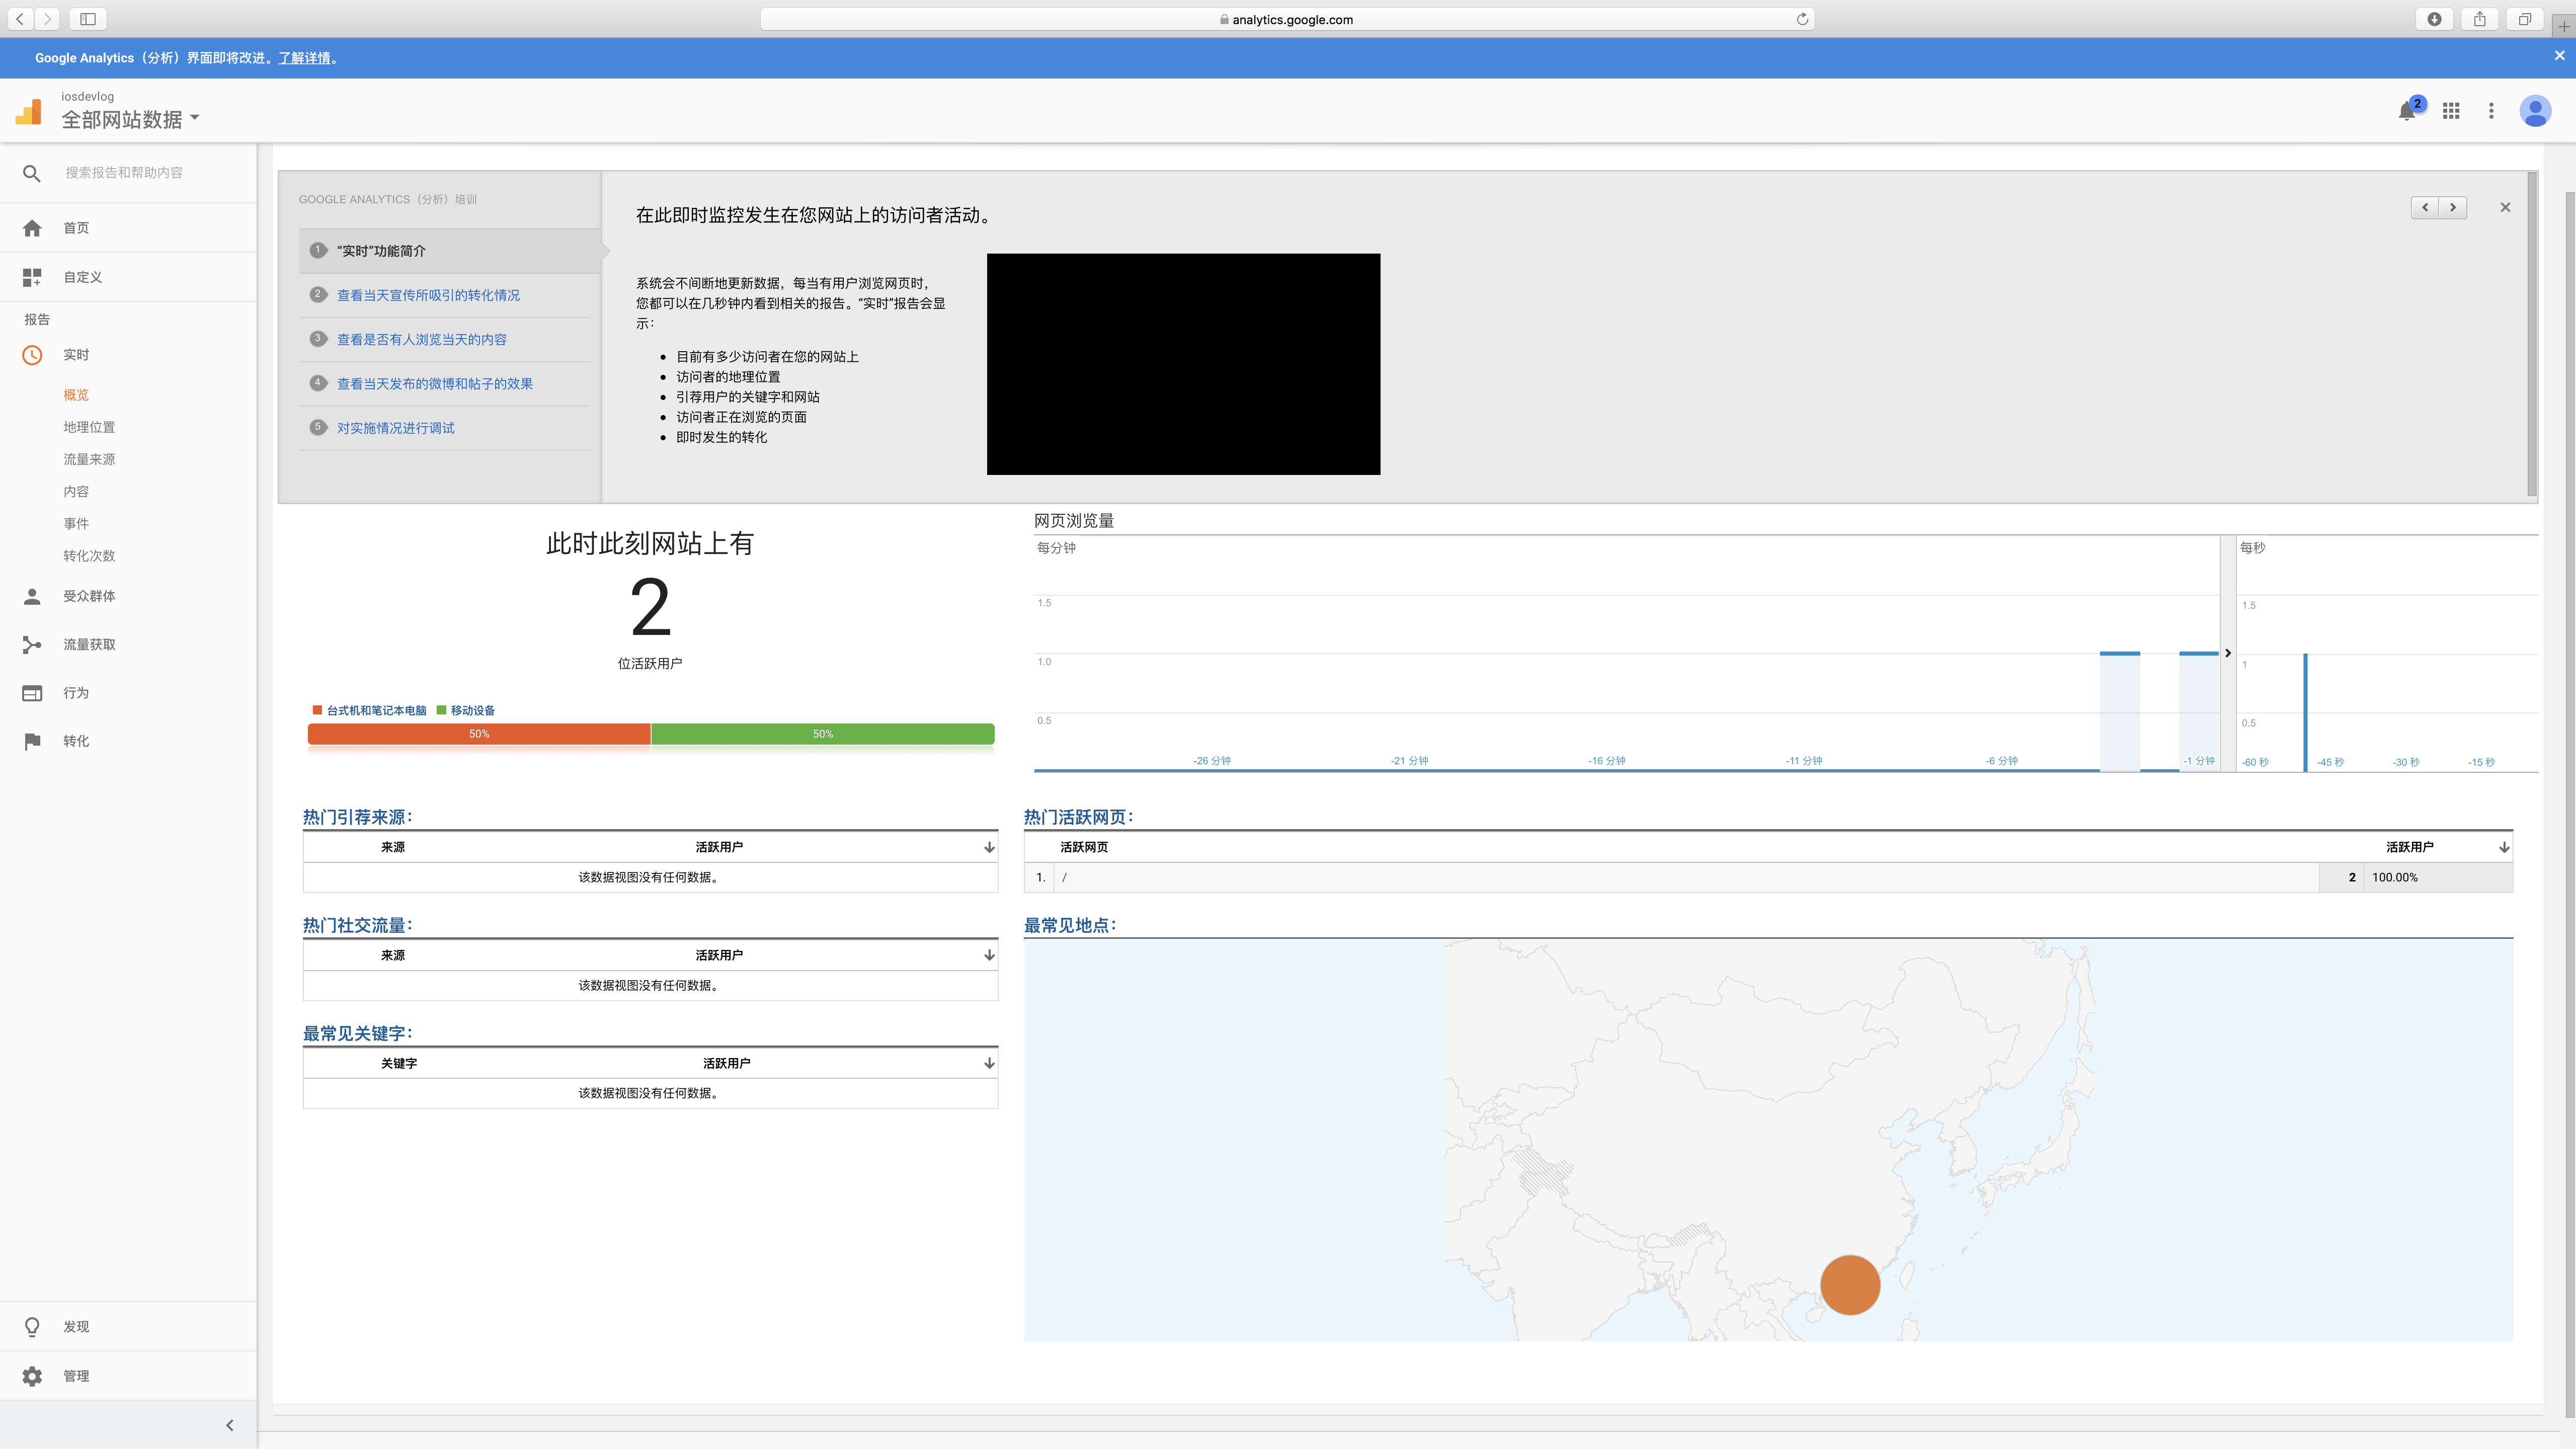 analytics.google.com
Google Analytics（分析）界面即将改进。了解详情。
iosdevlog
全部网站数据
2
搜索报告和帮助内容
首页
自定义
报告
实时
概览
地理位置
流量来源
内容
事件
转化次数
受众群体
流量获取
行为
转化
发现
管理
GOOGLE ANALYTICS（分析）培训
1 “实时”功能简介
2 查看当天宣传所吸引的转化情况
3 查看是否有人浏览当天的内容
4 查看当天发布的微博和帖子的效果
5 对实施情况进行调试
在此即时监控发生在您网站上的访问者活动。
系统会不间断地更新数据，每当有用户浏览网页时，
您都可以在几秒钟内看到相关的报告。“实时”报告会显
示：
目前有多少访问者在您的网站上
访问者的地理位置
引荐用户的关键字和网站
访问者正在浏览的页面
即时发生的转化
此时此刻网站上有
2
位活跃用户
台式机和笔记本电脑 移动设备
50% 50%
网页浏览量
每分钟
1.5
1.0
0.5
-26 分钟 -21 分钟 -16 分钟 -11 分钟 -6 分钟 -1 分钟
每秒
1.5
1
0.5
-60 秒 -45 秒 -30 秒 -15 秒
热门引荐来源：
来源 活跃用户
该数据视图没有任何数据。
热门社交流量：
来源 活跃用户
该数据视图没有任何数据。
最常见关键字：
关键字 活跃用户
该数据视图没有任何数据。
热门活跃网页：
活跃网页 活跃用户
1. / 2 100.00%
最常见地点：